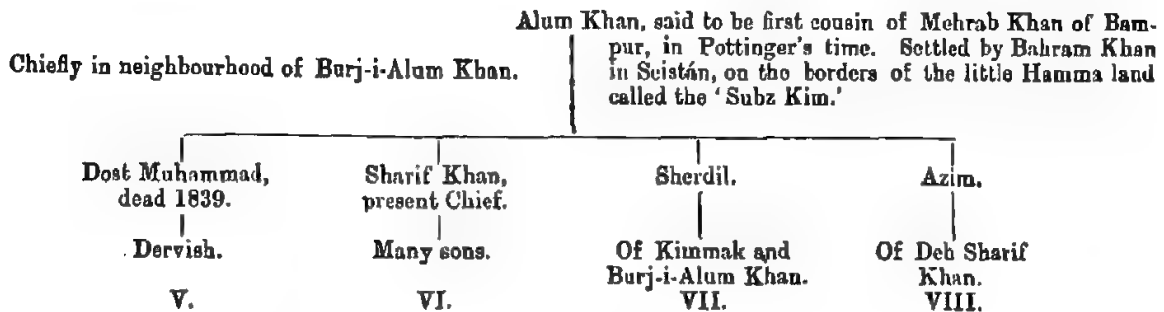 Alum Khan, said to be first cousin of Mehrab Khan of Bam-
pur, in Pottinger's time. Settled by Bahram Khan
Chiefly in neighbourhood of Burj-i-Alum Khan.
in Seistán, on the borders of the little Hamma land
called the 'Subz Kim.'
Dost Muhammad,
dead 1839.
Dervish.
V.
Sharif Khan,
present Chief.
Many sons.
VI.
Sherdil.
Of Kimmak and
Burj-i-Alum Khan.
VII.
Azim.
Of Deh Sharif
Khan.
VIII.